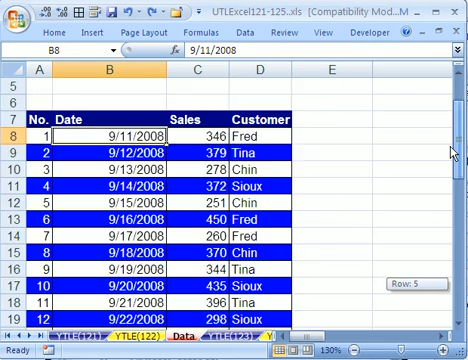 UTLExcel121-125..xls [Compatibility Mod...
Home Insert Page Layout Formulas Data Review View Developer
B8 9/11/2008
A B C D E
5
6
7 No. Date Sales Customer
8 1 9/11/2008 346 Fred
9 2 9/12/2008 379 Tina
10 3 9/13/2008 278 Chin
11 4 9/14/2008 372 Sioux
12 5 9/15/2008 251 Chin
13 6 9/16/2008 450 Fred
14 7 9/17/2008 260 Fred
15 8 9/18/2008 370 Chin
16 9 9/19/2008 344 Tina
17 10 9/20/2008 435 Sioux
Row: 5
18 11 9/21/2008 396 Tina
19 12 9/22/2008 298 Sioux
YTLE(121) YTLE(122) Data YTLE(123) Y
Ready 130%